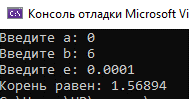 Консоль отладки Microsoft Vi
Введите a: 0
Введите b: 6
Введите e: 0.0001
Корень равен: 1.56894